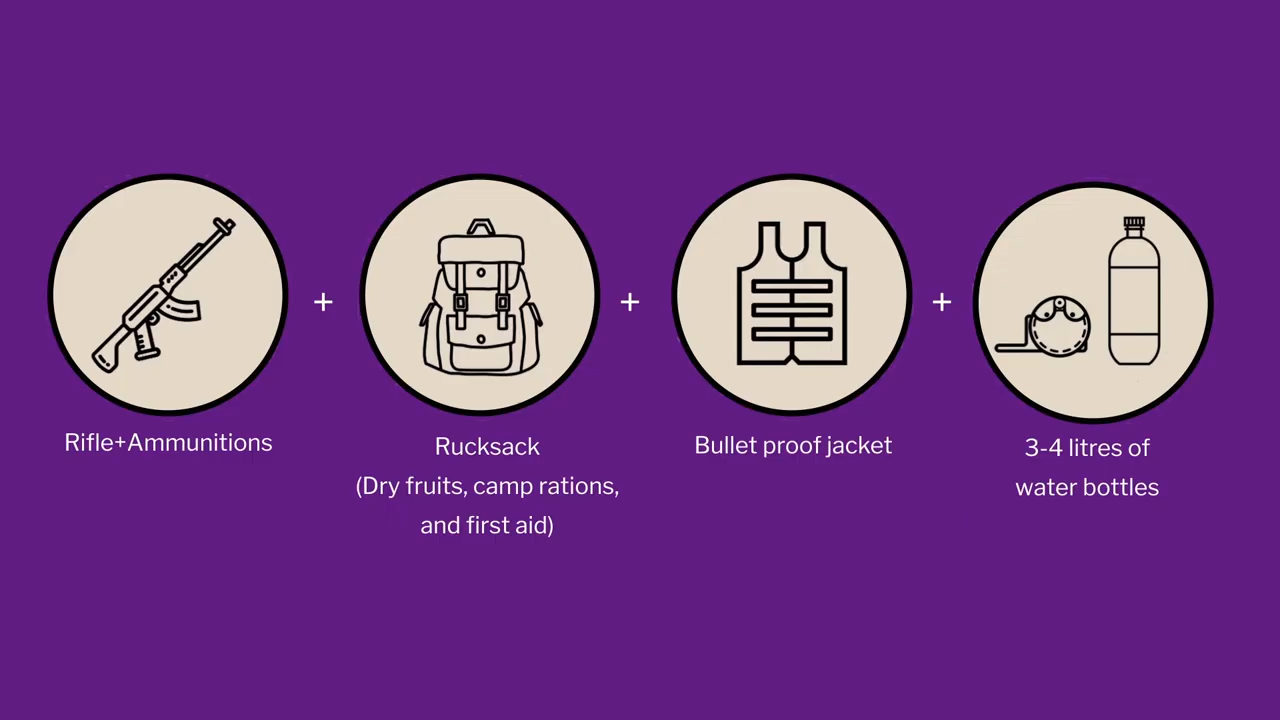 + + +
Rifle+Ammunitions
Rucksack
(Dry fruits, camp rations,
and first aid)
Bullet proof jacket
3-4 litres of
water bottles